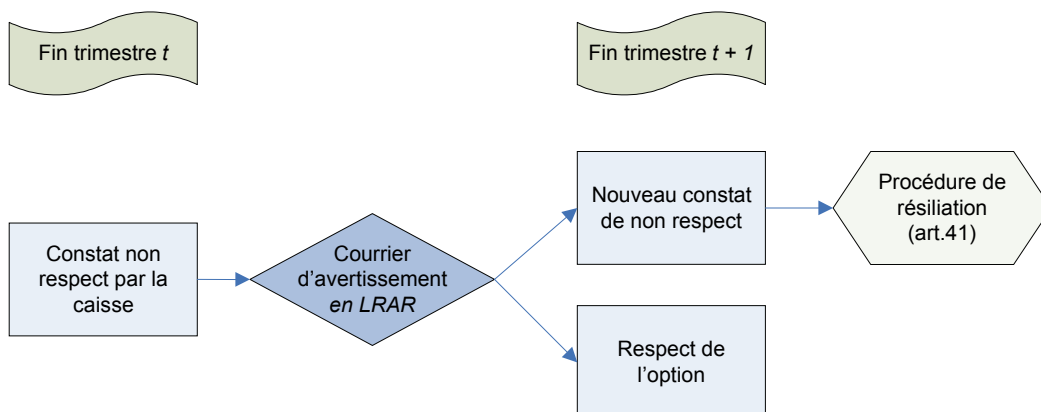 Fin trimestre t
Fin trimestre t + 1
Constat non
respect par la
caisse
Courrier
d’avertissement
en LRAR
Nouveau constat
de non respect
Procédure de
résiliation
(art.41)
Respect de
l’option